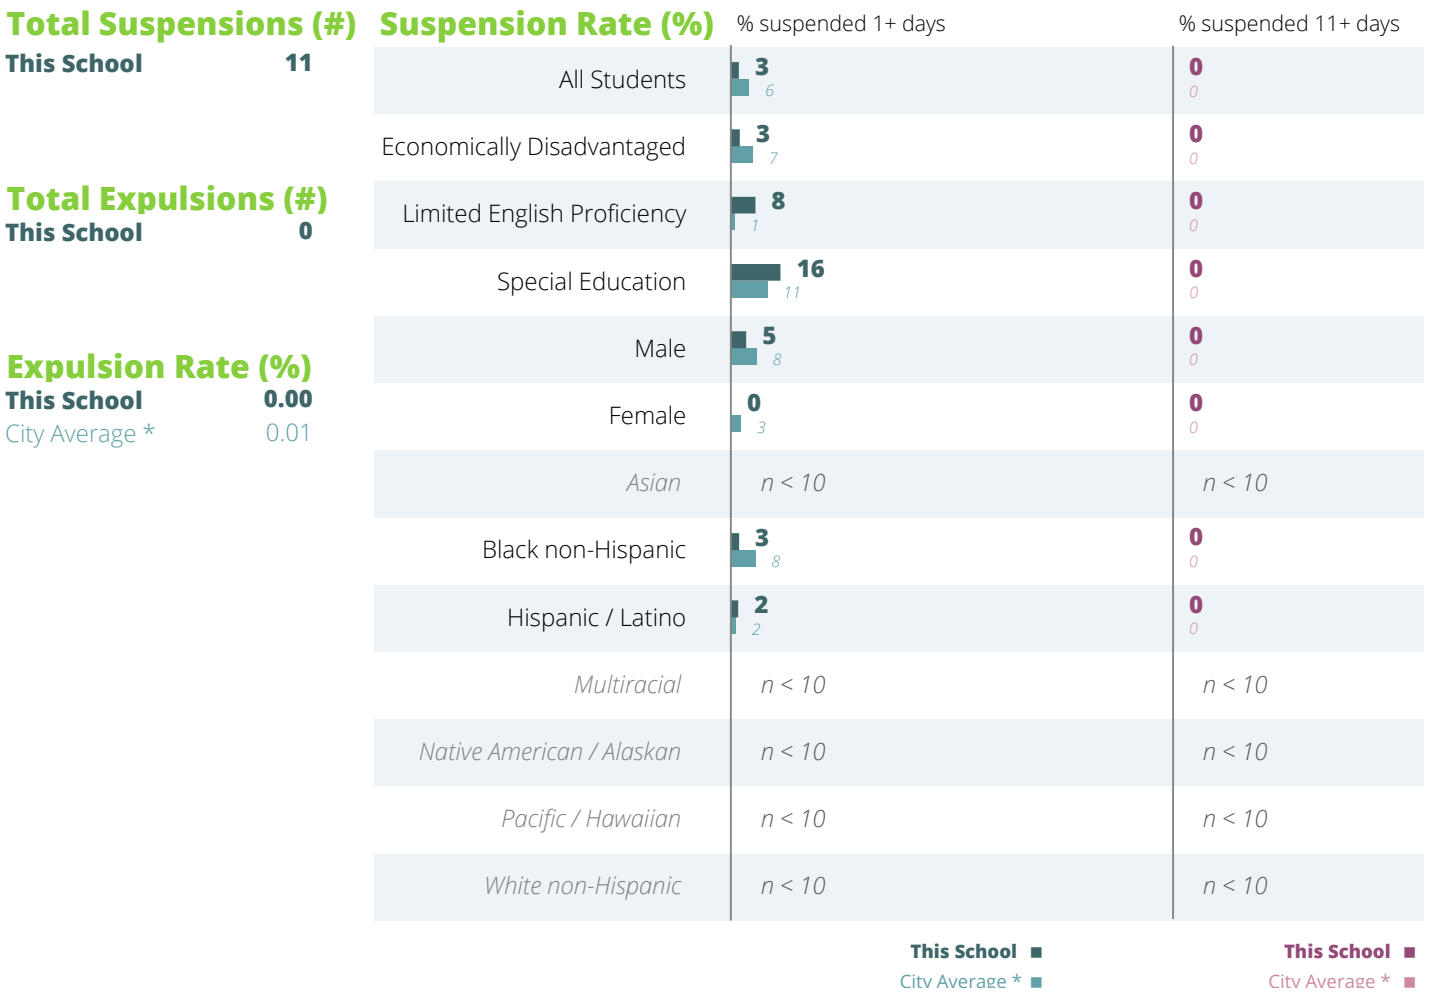 Total Suspensions (#)
This School 11
Total Expulsions (#)
This School 0
Expulsion Rate (%)
This School 0.00
City Average * 0.01
Suspension Rate (%) % suspended 1+ days % suspended 11+ days
All Students 3 0
6 0
Economically Disadvantaged 3 0
7 0
Limited English Proficiency 8 0
1 0
Special Education 16 0
11 0
Male 5 0
8 0
Female 0 0
3 0
Asian n < 10 n < 10
Black non-Hispanic 3 0
8 0
Hispanic / Latino 2 0
2 0
Multiracial n < 10 n < 10
Native American / Alaskan n < 10 n < 10
Pacific / Hawaiian n < 10 n < 10
White non-Hispanic n < 10 n < 10
This School This School
City Average * City Average *